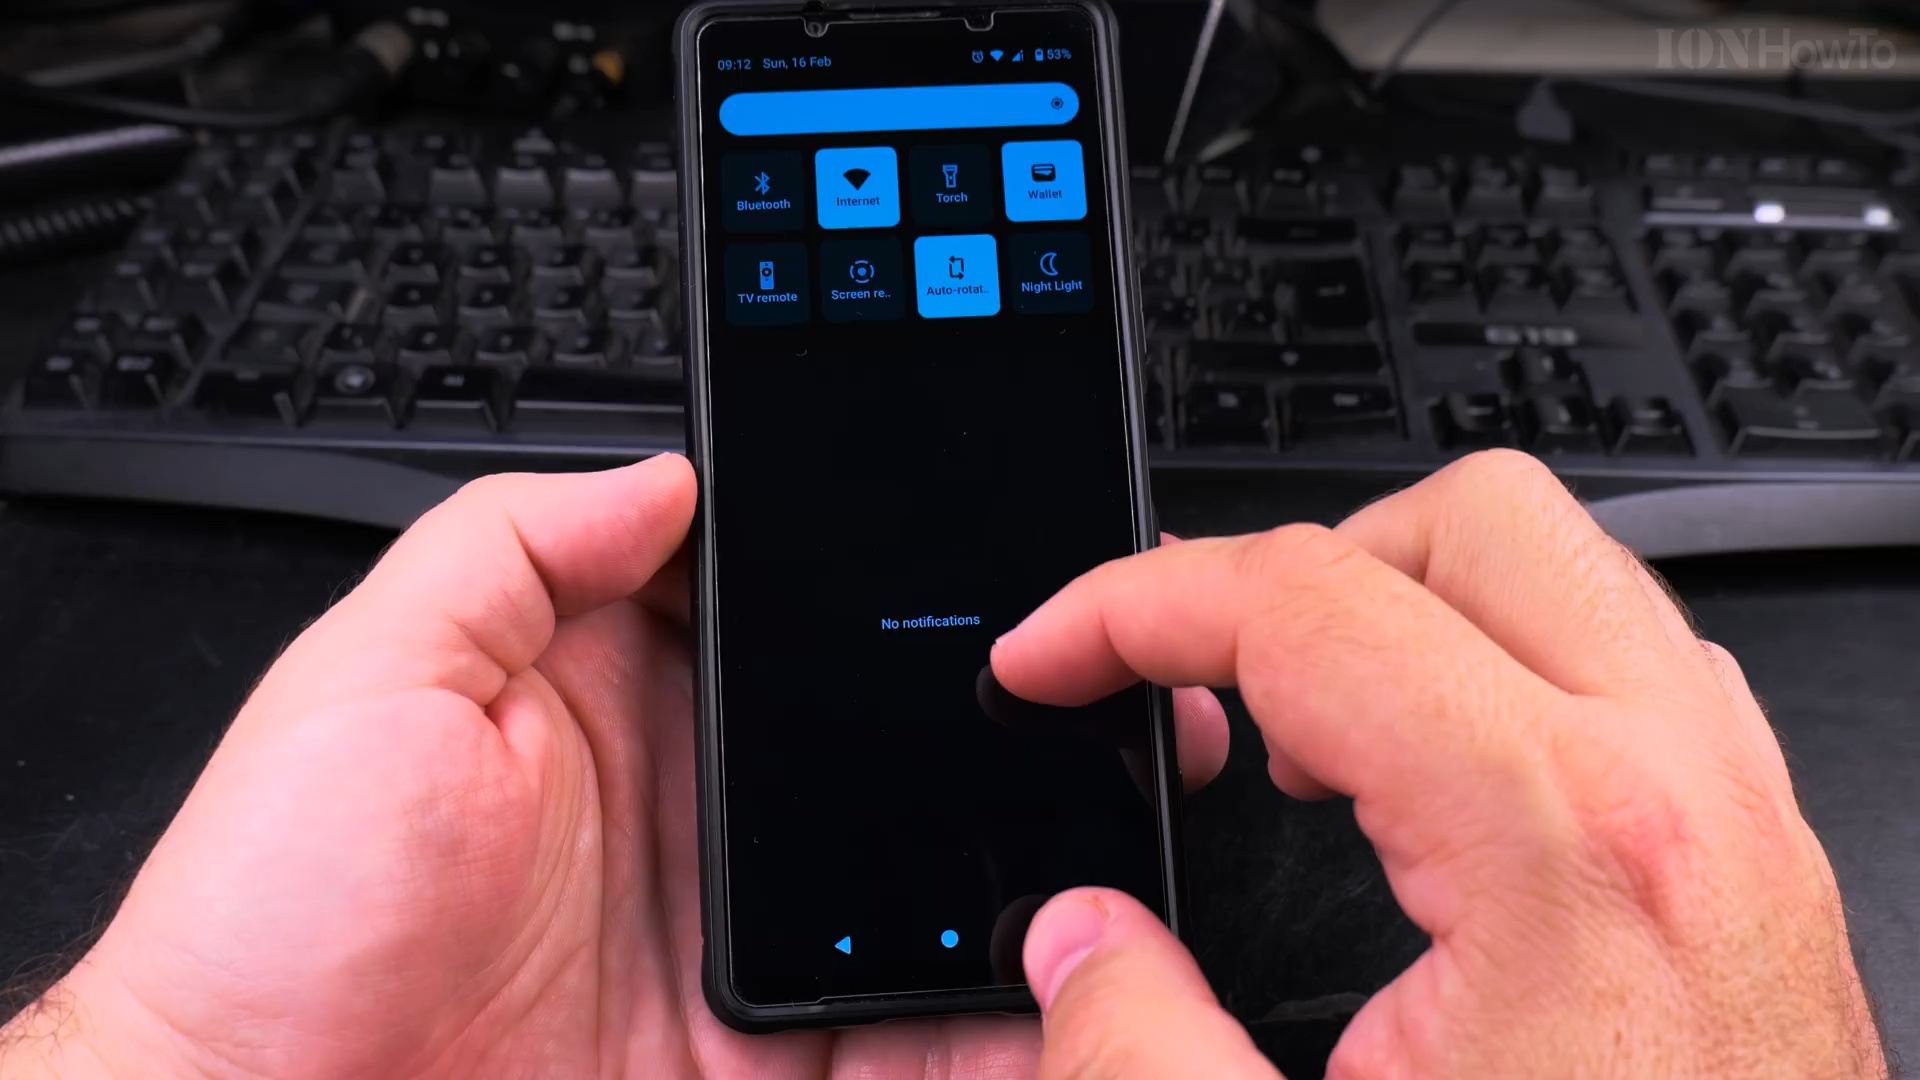 IONHowTo
09:12 Sun, 16 Feb 53%
Bluetooth Internet Torch Wallet
TV remote Screen re.. Auto-rotat.. Night Light
No notifications
G19